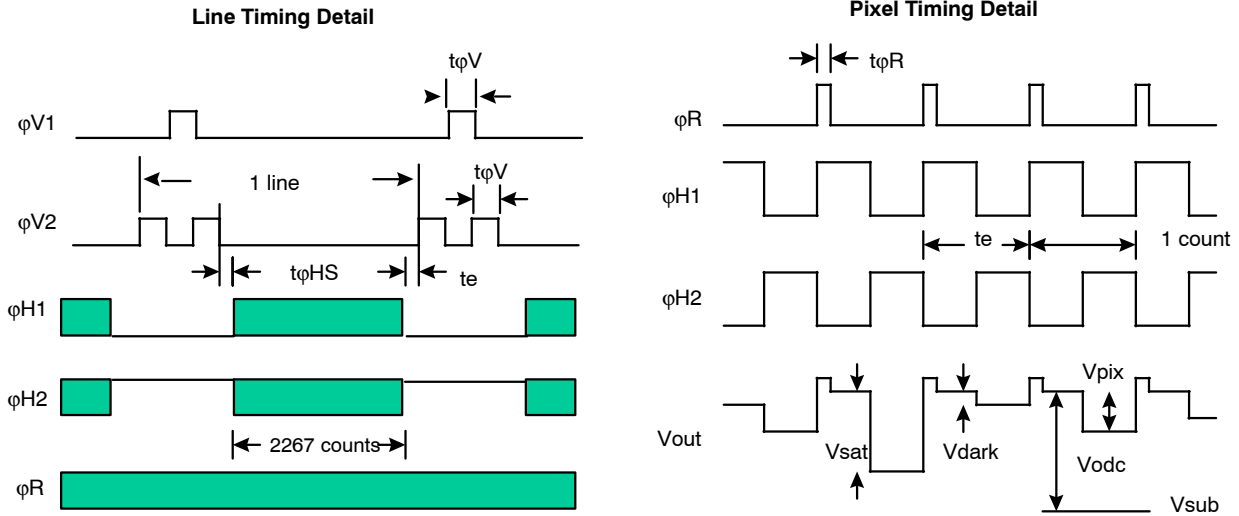 Line Timing Detail
tφV
φV1
1 line
tφV
φV2
tφHS
te
φH1
φH2
2267 counts
φR
Pixel Timing Detail
tφR
φR
φH1
te
1 count
φH2
Vpix
Vout
Vsat
Vdark
Vodc
Vsub